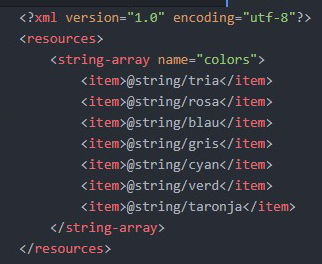 <?xml version="1.0" encoding="utf-8"?>
<resources>
<string-array name="colors">
<item>@string/tria</item>
<item>@string/rosa</item>
<item>@string/blau</item>
<item>@string/gris</item>
<item>@string/cyan</item>
<item>@string/verd</item>
<item>@string/taronja</item>
</string-array>
</resources>